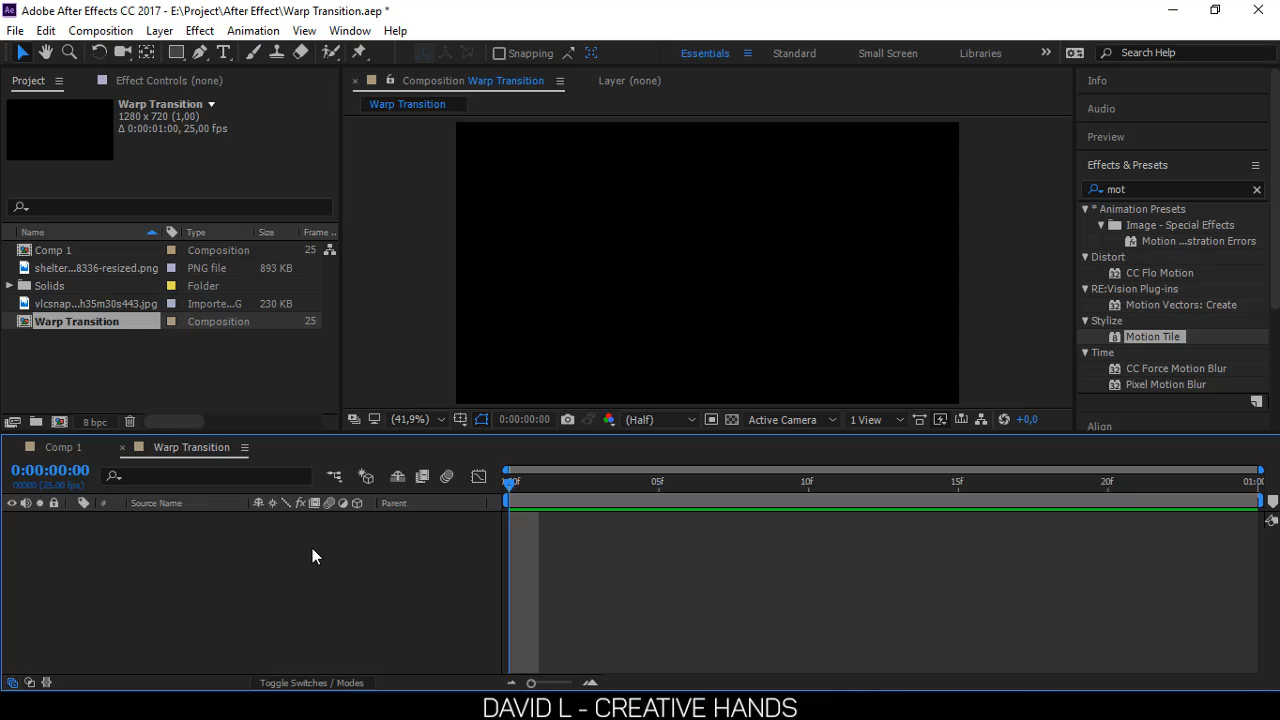 Adobe After Effects CC 2017 - E:\Project\After Effect\Warp Transition.aep *
File Edit Composition Layer Effect Animation View Window Help
Snapping Essentials Standard Small Screen Libraries Search Help
Project Effect Controls (none) Composition Warp Transition Layer (none) Info
Warp Transition
Warp Transition
1280 x 720 (1,00)
Δ 0:00:01:00, 25,00 fps
Audio
Preview
Effects & Presets
mot
* Animation Presets
Image - Special Effects
Motion ...stration Errors
Distort
CC Flo Motion
RE:Vision Plug-ins
Motion Vectors: Create
Stylize
Motion Tile
Time
CC Force Motion Blur
Pixel Motion Blur
Align
Name Type Size Frame ..
Comp 1 Composition 25
shelter...8336-resized.png PNG file 893 KB
Solids Folder
vlcsnap...h35m30s443.jpg Importe...G 230 KB
Warp Transition Composition 25
8 bpc
(41,9%) 0:00:00:00 (Half) Active Camera 1 View +0,0
Comp 1 Warp Transition
0:00:00:00
00000 (25.00 fps)
:00f 05f 10f 15f 20f 01:00
# Source Name fx Parent
Toggle Switches / Modes
DAVID L - CREATIVE HANDS